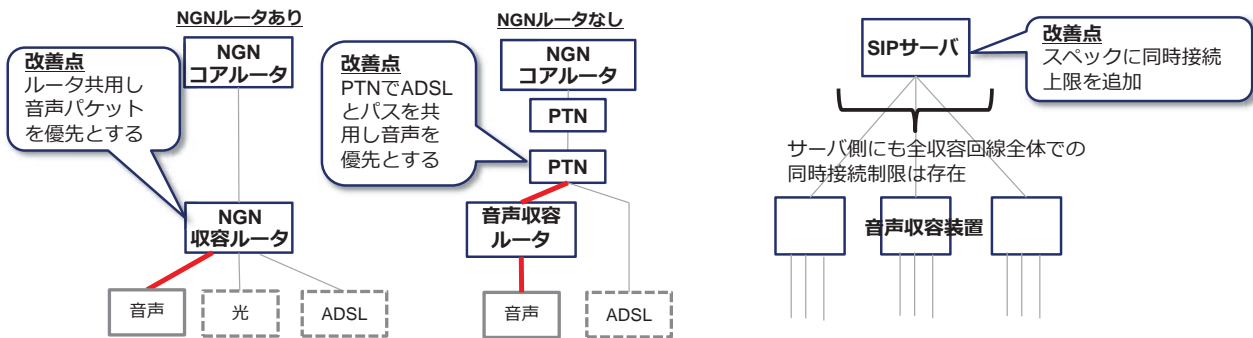 NGNルータあり
NGN
コアルータ
改善点
ルータ共用し
音声パケット
を優先とする
NGN
収容ルータ
音声
光
ADSL
NGNルータなし
NGN
コアルータ
改善点
PTNでADSL
とパスを共
用し音声を
優先とする
PTN
PTN
音声収容
ルータ
音声
ADSL
SIPサーバ
改善点
スペックに同時接続
上限を追加
サーバ側にも全収容回線全体での
同時接続制限は存在
音声収容装置